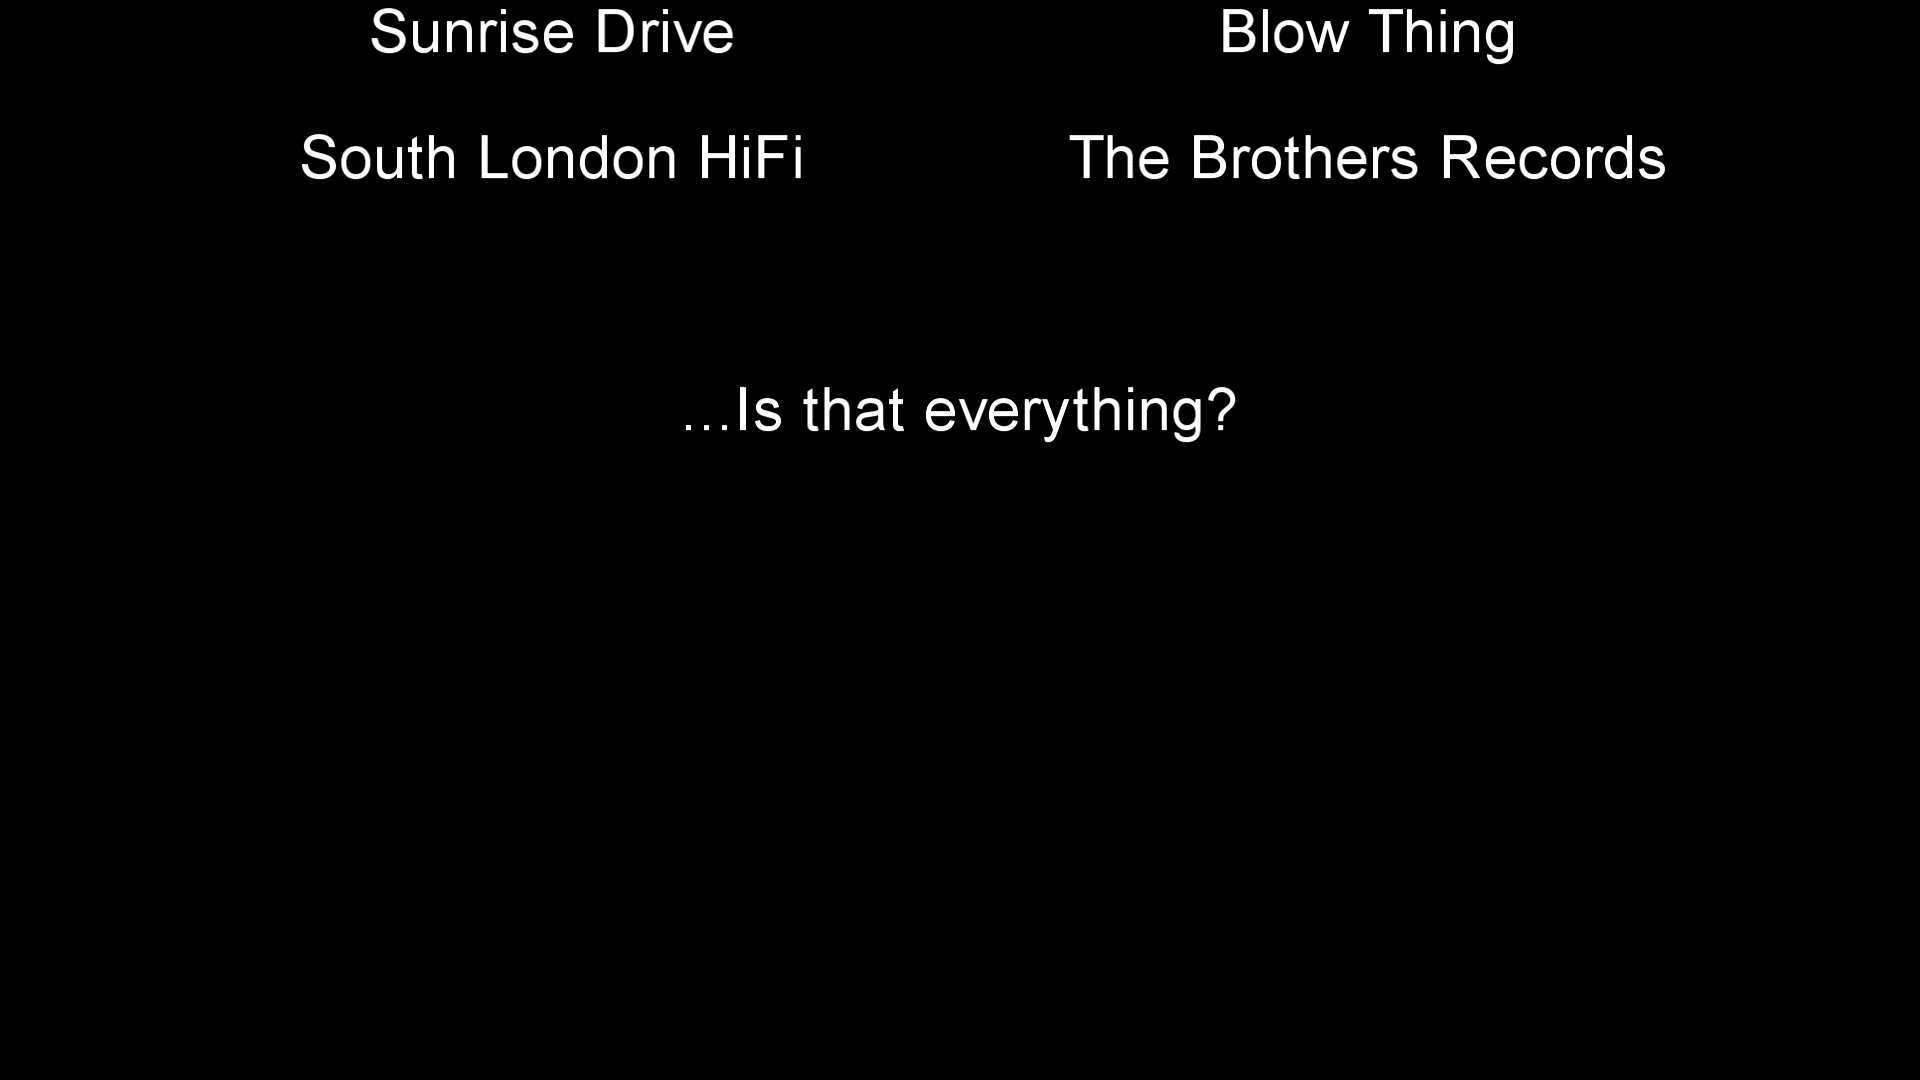 Sunrise Drive Blow Thing
South London HiFi The Brothers Records
…Is that everything?